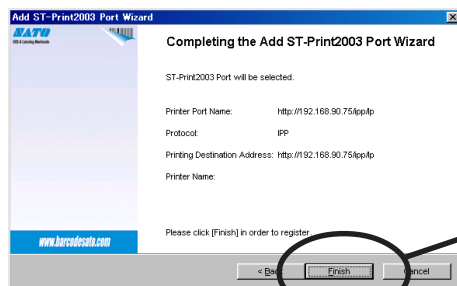 Add ST-Print2003 Port Wizard
SATO
Completing the Add ST-Print2003 Port Wizard
ST-Print2003 Port will be selected.
Printer Port Name: http://192.168.90.75/ipp/lp
Protocol: IPP
Printing Destination Address: http://192.168.90.75/ipp/lp
Printer Name:
Please click [Finish] in order to register.
www.barcodesato.com
< Back Finish Cancel